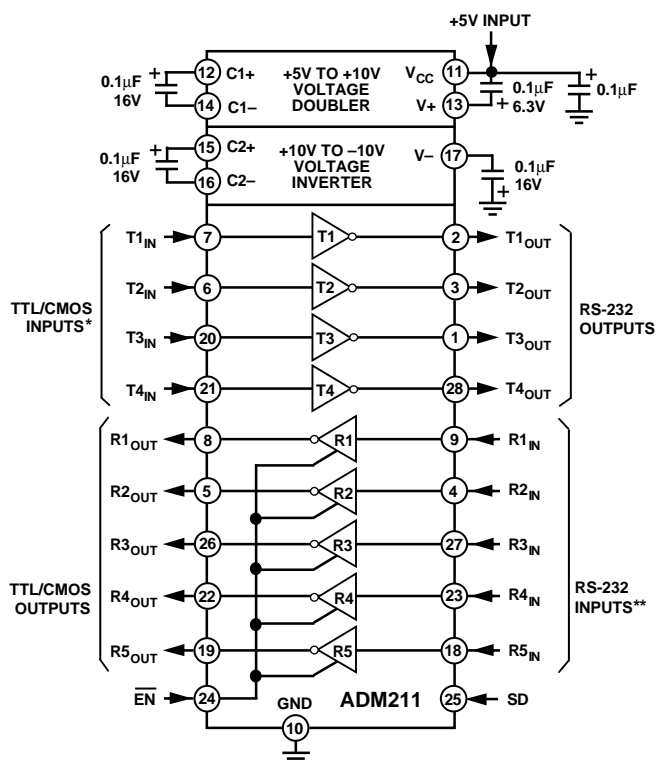 +5V INPUT
0.1μF
16V
+
12
C1+
14
C1–
+5V TO +10V
VOLTAGE
DOUBLER
VCC
11
V+
13
+
0.1μF
6.3V
+
0.1μF
0.1μF
16V
+
15
C2+
16
C2–
+10V TO –10V
VOLTAGE
INVERTER
V–
17
0.1μF
16V
+
TTL/CMOS
INPUTS*
T1IN
7
T1
2
T1OUT
T2IN
6
T2
3
T2OUT
T3IN
20
T3
1
T3OUT
T4IN
21
T4
28
T4OUT
RS-232
OUTPUTS
TTL/CMOS
OUTPUTS
R1OUT
8
R1
9
R1IN
R2OUT
5
R2
4
R2IN
R3OUT
26
R3
27
R3IN
R4OUT
22
R4
23
R4IN
R5OUT
19
R5
18
R5IN
RS-232
INPUTS**
EN
24
GND
10
ADM211
25
SD